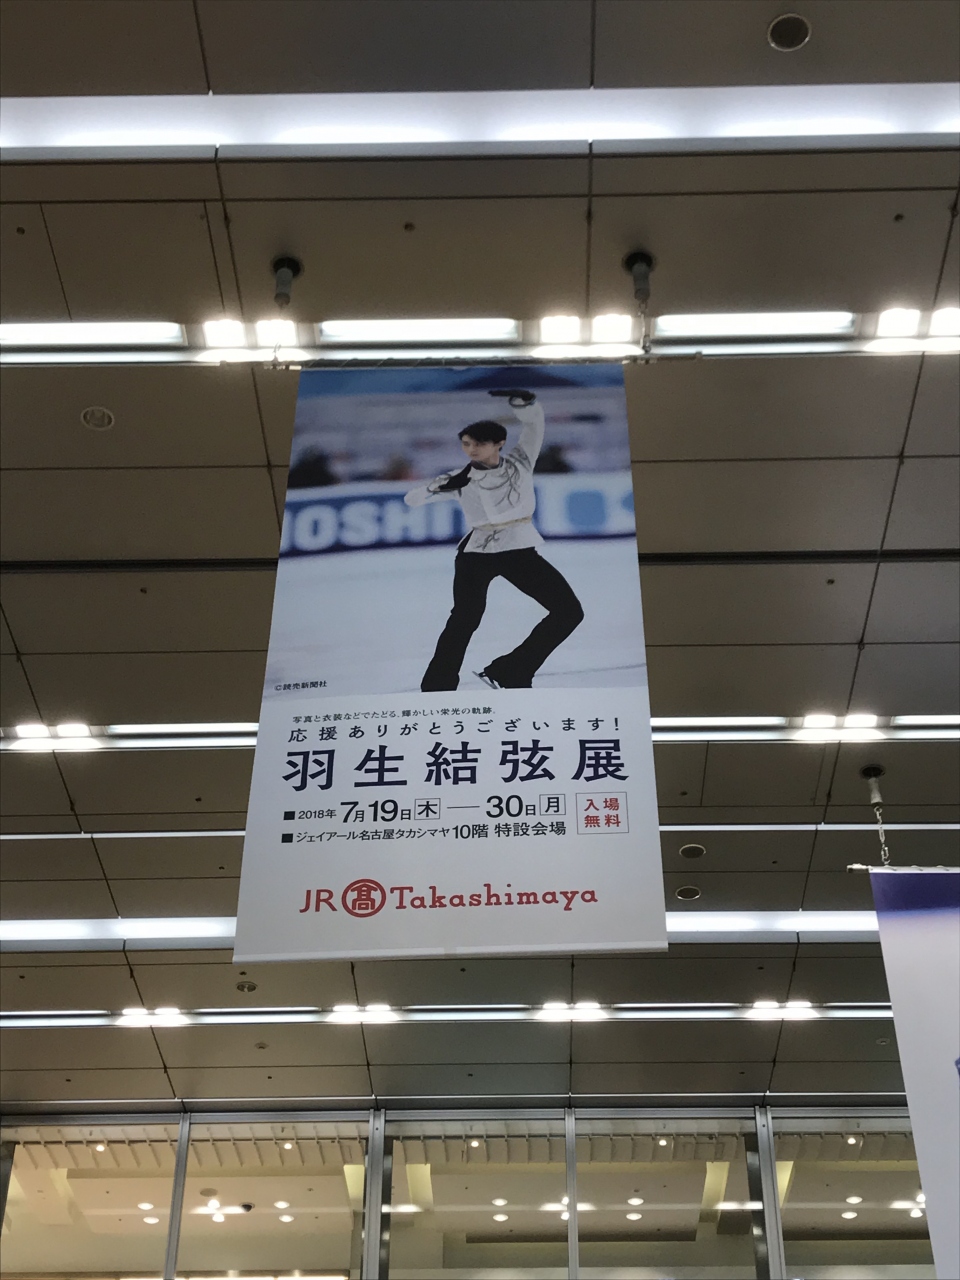 ©読売新聞社
写真と衣装などでたどる、輝かしい栄光の軌跡。
応援ありがとうございます!
羽生結弦展
■2018年7月19日木―30日月 入場無料
■ジェイアール名古屋タカシマヤ10階 特設会場
JR 髙 Takashimaya